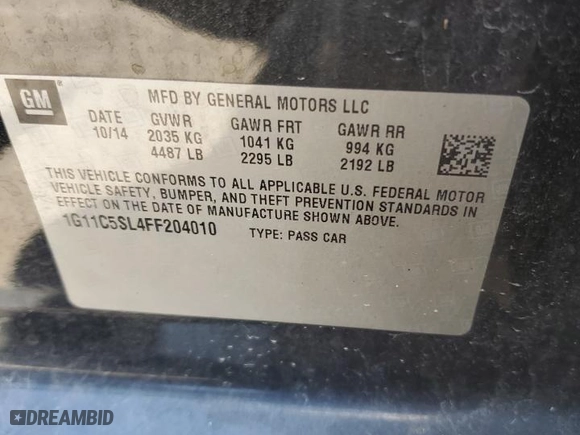 GM
®
MFD BY GENERAL MOTORS LLC
DATE GVWR GAWR FRT GAWR RR
10/14 2035 KG 1041 KG 994 KG
4487 LB 2295 LB 2192 LB
THIS VEHICLE CONFORMS TO ALL APPLICABLE U.S. FEDERAL MOTOR
VEHICLE SAFETY, BUMPER, AND THEFT PREVENTION STANDARDS IN
EFFECT ON THE DATE OF MANUFACTURE SHOWN ABOVE.
1G11C5SL4FF204010 TYPE: PASS CAR
DREAMBID